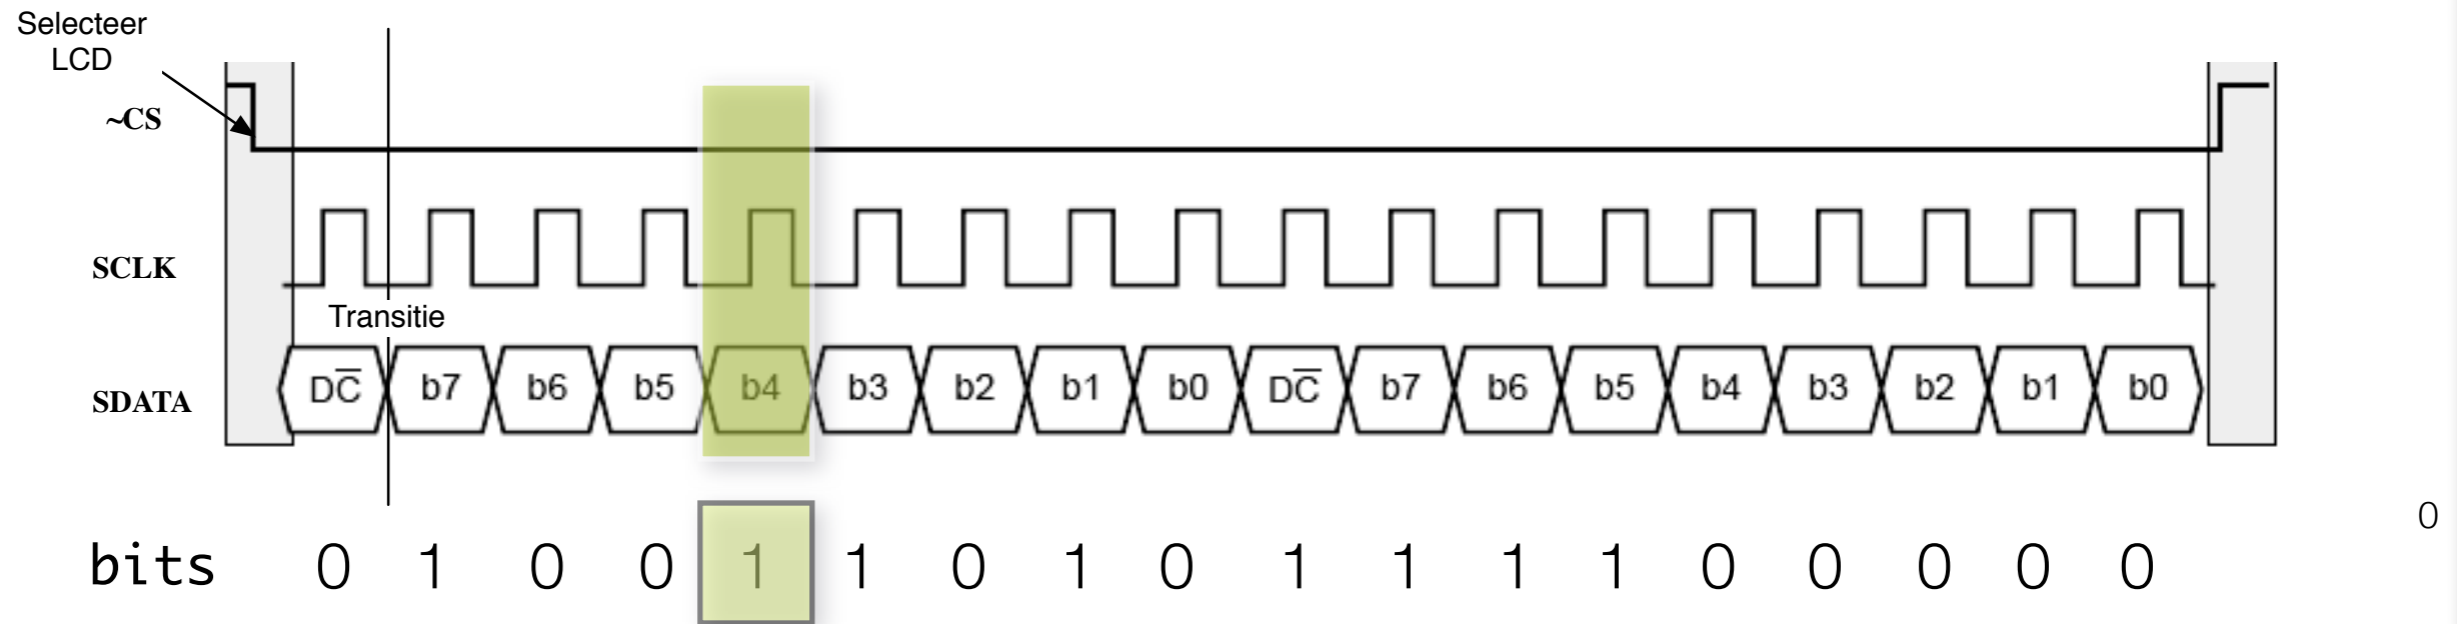 Selecteer
LCD
~CS
SCLK
Transitie
SDATA DC̅ b7 b6 b5 b4 b3 b2 b1 b0 DC̅ b7 b6 b5 b4 b3 b2 b1 b0
0
bits 0 1 0 0 1 1 0 1 0 1 1 1 1 0 0 0 0 0